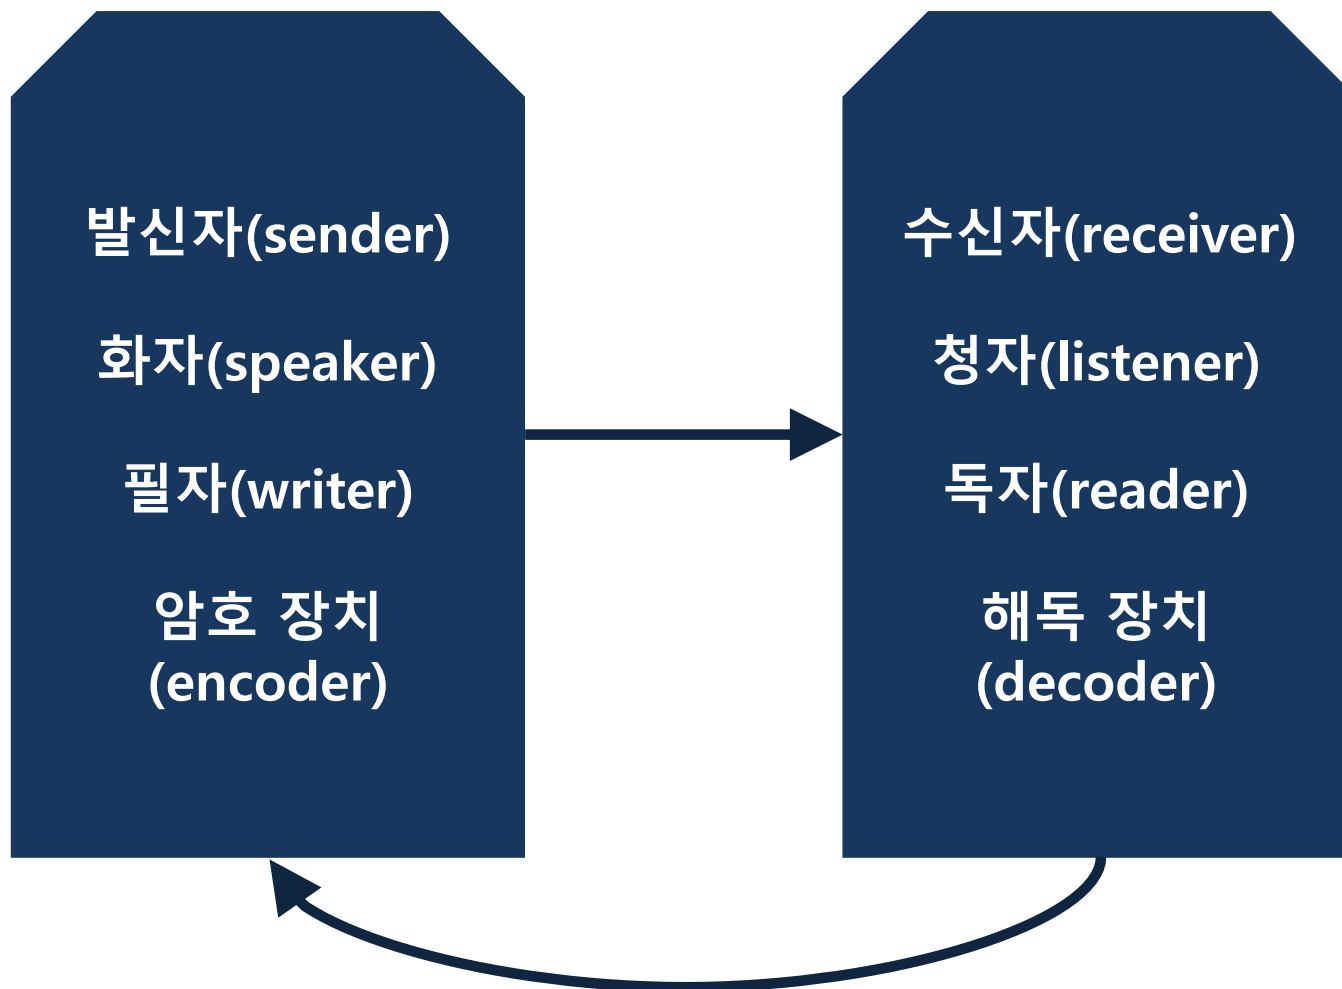 발신자(sender)
화자(speaker)
필자(writer)
암호 장치
(encoder)
수신자(receiver)
청자(listener)
독자(reader)
해독 장치
(decoder)